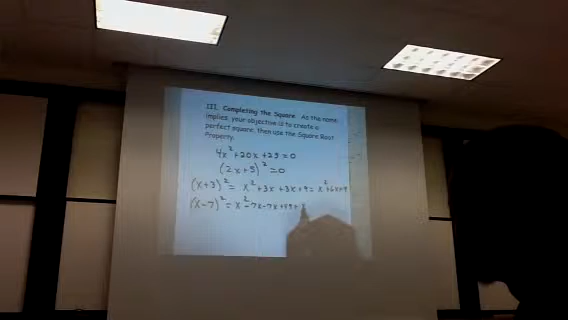 III. Completing the Square. As the name
implies, your objective is to create a
perfect square, then use the Square Root
Property.
4x² + 20x + 25 = 0
(2x + 5)² = 0
(x+3)² = x² + 3x + 3x + 9 = x² + 6x + 9
(x-7)² = x² - 7x - 7x + 49 =